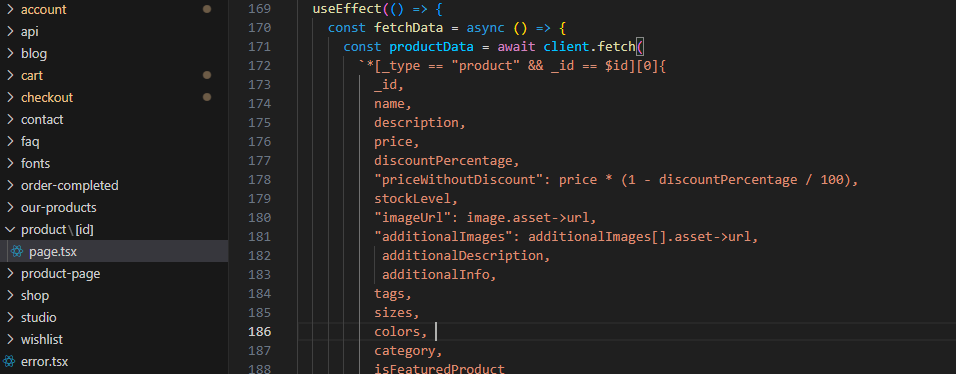 account
api
blog
cart
checkout
contact
faq
fonts
order-completed
our-products
product\[id]
page.tsx
product-page
shop
studio
wishlist
error.tsx
169 useEffect(() => {
170 const fetchData = async () => {
171 const productData = await client.fetch(
172 `*[_type == "product" && _id == $id][0]{
173 _id,
174 name,
175 description,
176 price,
177 discountPercentage,
178 "priceWithoutDiscount": price * (1 - discountPercentage / 100),
179 stockLevel,
180 "imageUrl": image.asset->url,
181 "additionalImages": additionalImages[].asset->url,
182 additionalDescription,
183 additionalInfo,
184 tags,
185 sizes,
186 colors,
187 category,
188 isFeaturedProduct